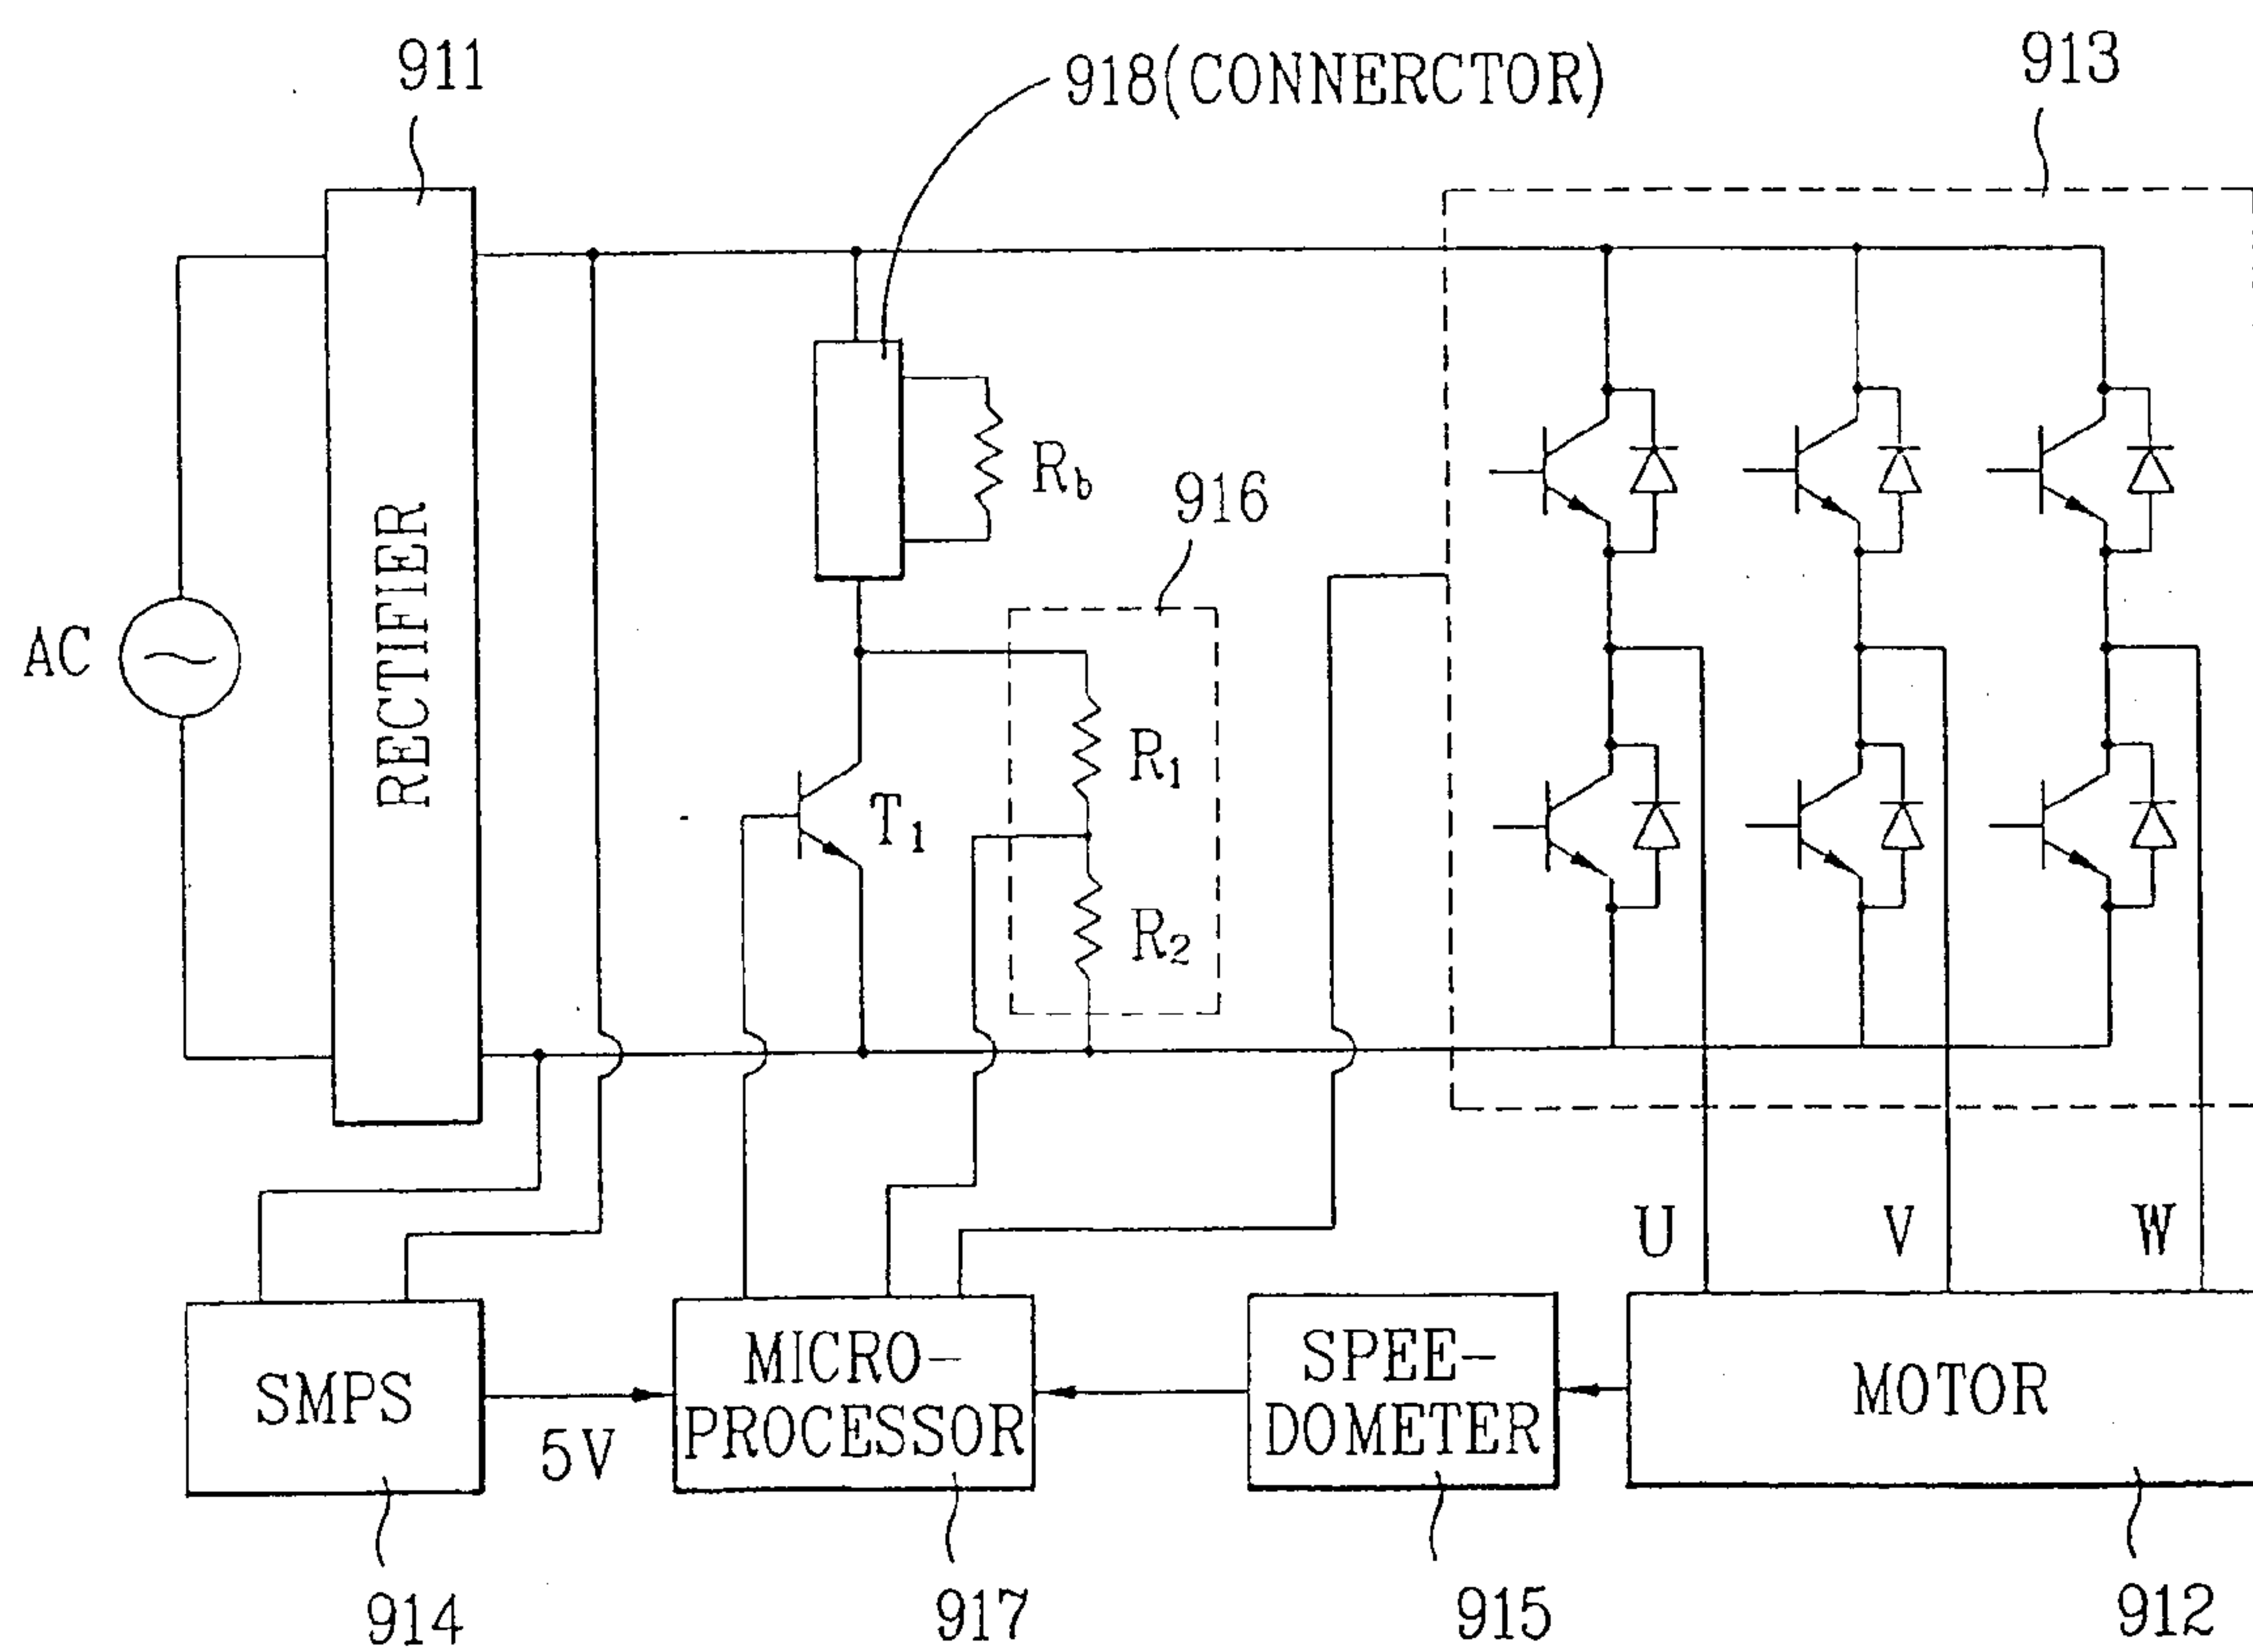 911
918(CONNERCTOR)
913
RECTIFIER
AC
Rb
916
R1
T1
R2
U
V
W
SMPS
5V
MICRO-
PROCESSOR
SPEE-
DOMETER
MOTOR
914
917
915
912